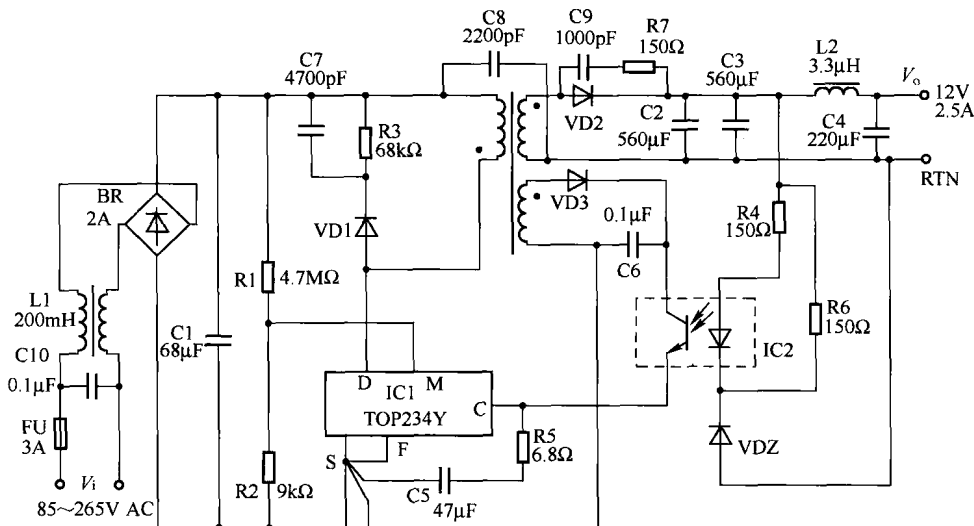 C8
2200pF
C9
1000pF
R7
150Ω
C7
4700pF
C3
560μF
L2
3.3μH
Vo
12V
2.5A
R3
68kΩ
VD2
C2
560μF
C4
220μF
RTN
BR
2A
VD1
VD3
0.1μF
C6
R4
150Ω
R1
4.7MΩ
L1
200mH
C1
68μF
R6
150Ω
IC2
C10
0.1μF
D
M
IC1
TOP234Y
C
FU
3A
S
F
R5
6.8Ω
VDZ
Vi
85～265V AC
R2
9kΩ
C5
47μF